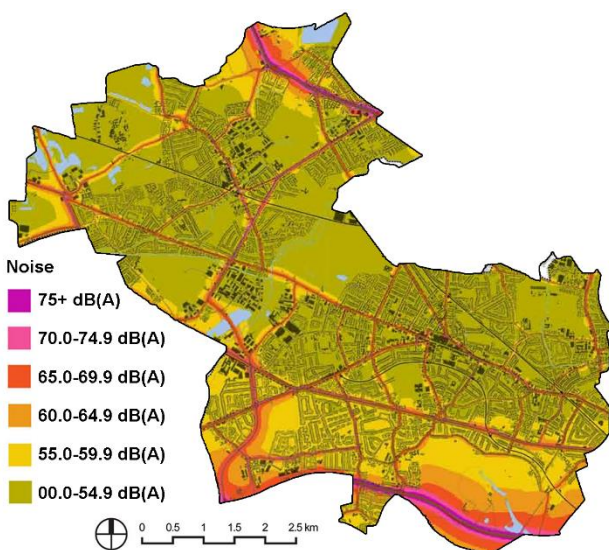 Noise
75+ dB(A)
70.0-74.9 dB(A)
65.0-69.9 dB(A)
60.0-64.9 dB(A)
55.0-59.9 dB(A)
00.0-54.9 dB(A)
0 0.5 1 1.5 2 2.5 km